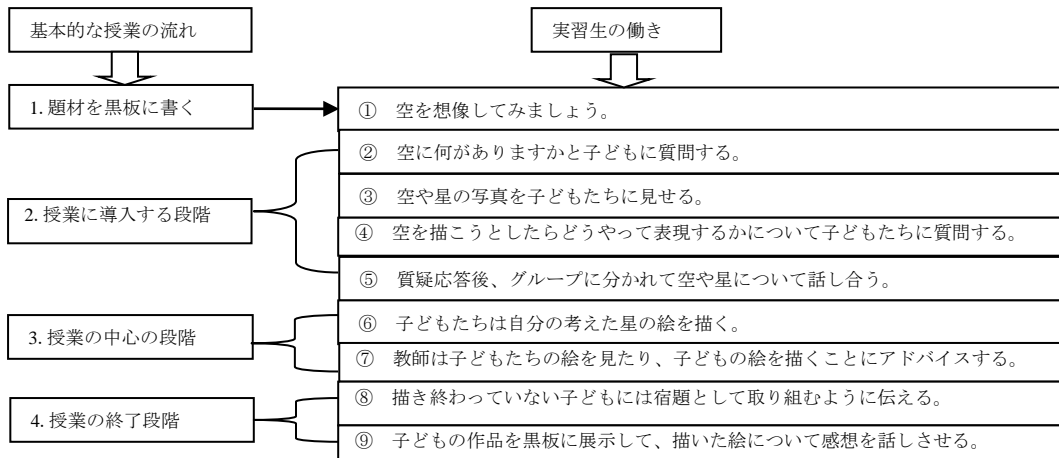 基本的な授業の流れ
実習生の働き
1. 題材を黒板に書く
① 空を想像してみましょう。
2. 授業に導入する段階
② 空に何がありますかと子どもに質問する。
③ 空や星の写真を子どもたちに見せる。
④ 空を描こうとしたらどうやって表現するかについて子どもたちに質問する。
⑤ 質疑応答後、グループに分かれて空や星について話し合う。
3. 授業の中心の段階
⑥ 子どもたちは自分の考えた星の絵を描く。
⑦ 教師は子どもたちの絵を見たり、子どもの絵を描くことにアドバイスする。
4. 授業の終了段階
⑧ 描き終わっていない子どもには宿題として取り組むように伝える。
⑨ 子どもの作品を黒板に展示して、描いた絵について感想を話しさせる。